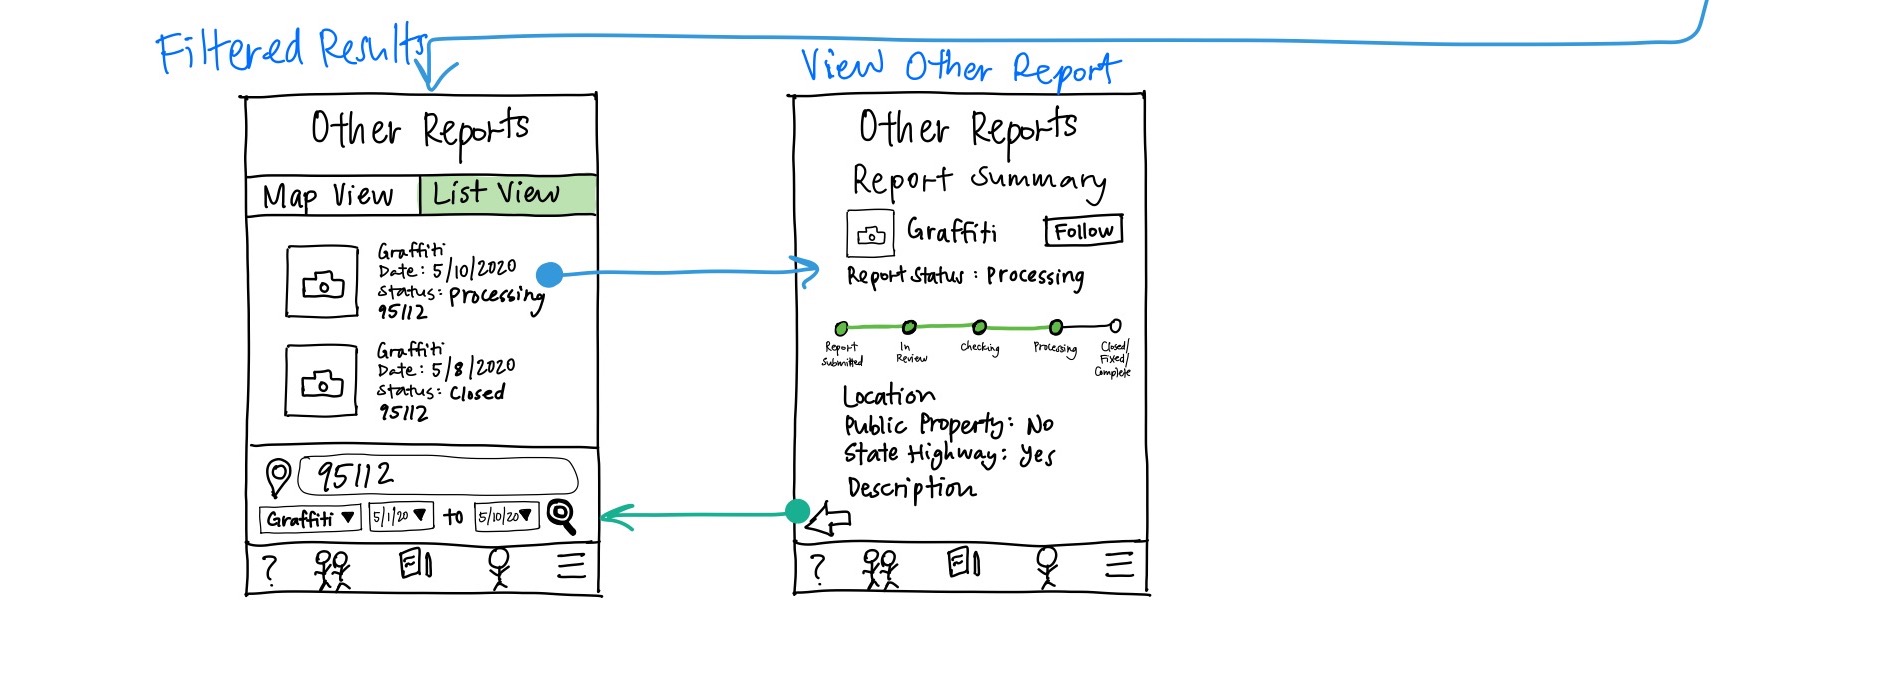 Filtered Results
Other Reports
Map View
List View
Graffiti
Date: 5/10/2020
Status: Processing
95112
Graffiti
Date: 5/8/2020
Status: Closed
95112
95112
Graffiti
5/1/20
to
5/10/20
?
View Other Report
Other Reports
Report Summary
Graffiti
Follow
Report Status: Processing
Report
Submitted
In
Review
Checking
Processing
Closed/
Fixed/
Complete
Location
Public Property: No
State Highway: Yes
Description
?